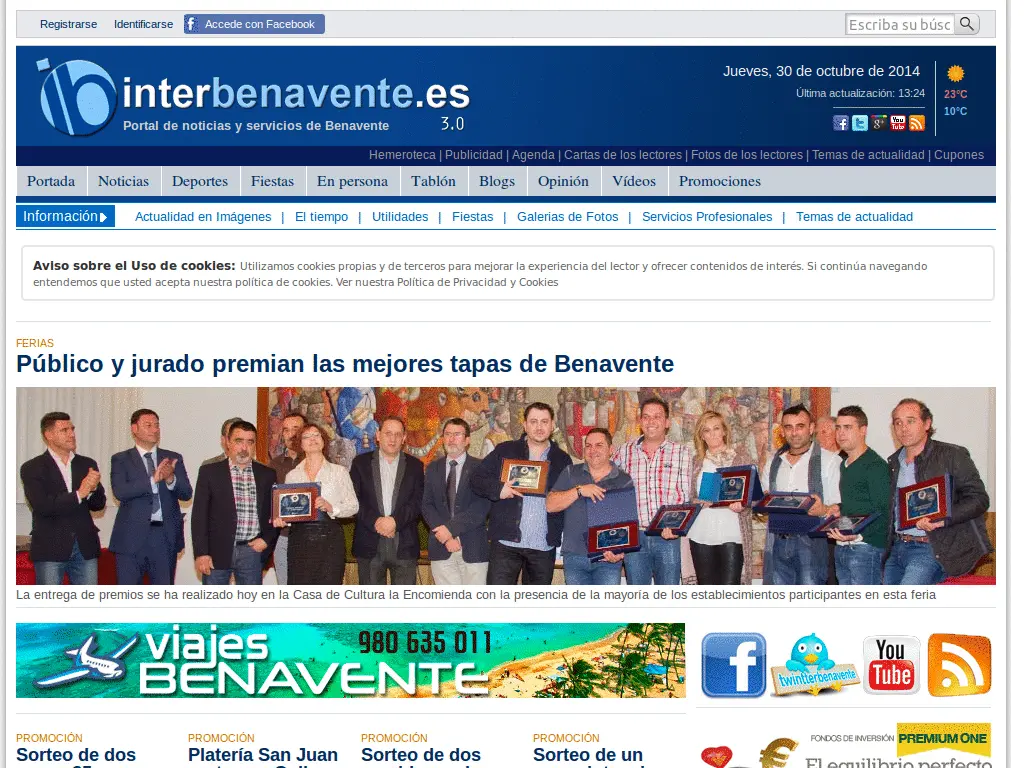 Registrarse Identificarse f Accede con Facebook Escriba su búsc
interbenavente.es
3.0
Portal de noticias y servicios de Benavente
Jueves, 30 de octubre de 2014
Última actualización: 13:24
23°C
10°C
Hemeroteca | Publicidad | Agenda | Cartas de los lectores | Fotos de los lectores | Temas de actualidad | Cupones
Portada Noticias Deportes Fiestas En persona Tablón Blogs Opinión Vídeos Promociones
Información Actualidad en Imágenes | El tiempo | Utilidades | Fiestas | Galerias de Fotos | Servicios Profesionales | Temas de actualidad
Aviso sobre el Uso de cookies: Utilizamos cookies propias y de terceros para mejorar la experiencia del lector y ofrecer contenidos de interés. Si continúa navegando
entendemos que usted acepta nuestra política de cookies. Ver nuestra Política de Privacidad y Cookies
FERIAS
Público y jurado premian las mejores tapas de Benavente
La entrega de premios se ha realizado hoy en la Casa de Cultura la Encomienda con la presencia de la mayoría de los establecimientos participantes en esta feria
viajes 980 635 011
BENAVENTE
f twintterbenavente You Tube
PROMOCIÓN PROMOCIÓN PROMOCIÓN PROMOCIÓN
Sorteo de dos Platería San Juan Sorteo de dos Sorteo de un
FONDOS DE INVERSIÓN PREMIUM ONE
El equilibrio perfecto